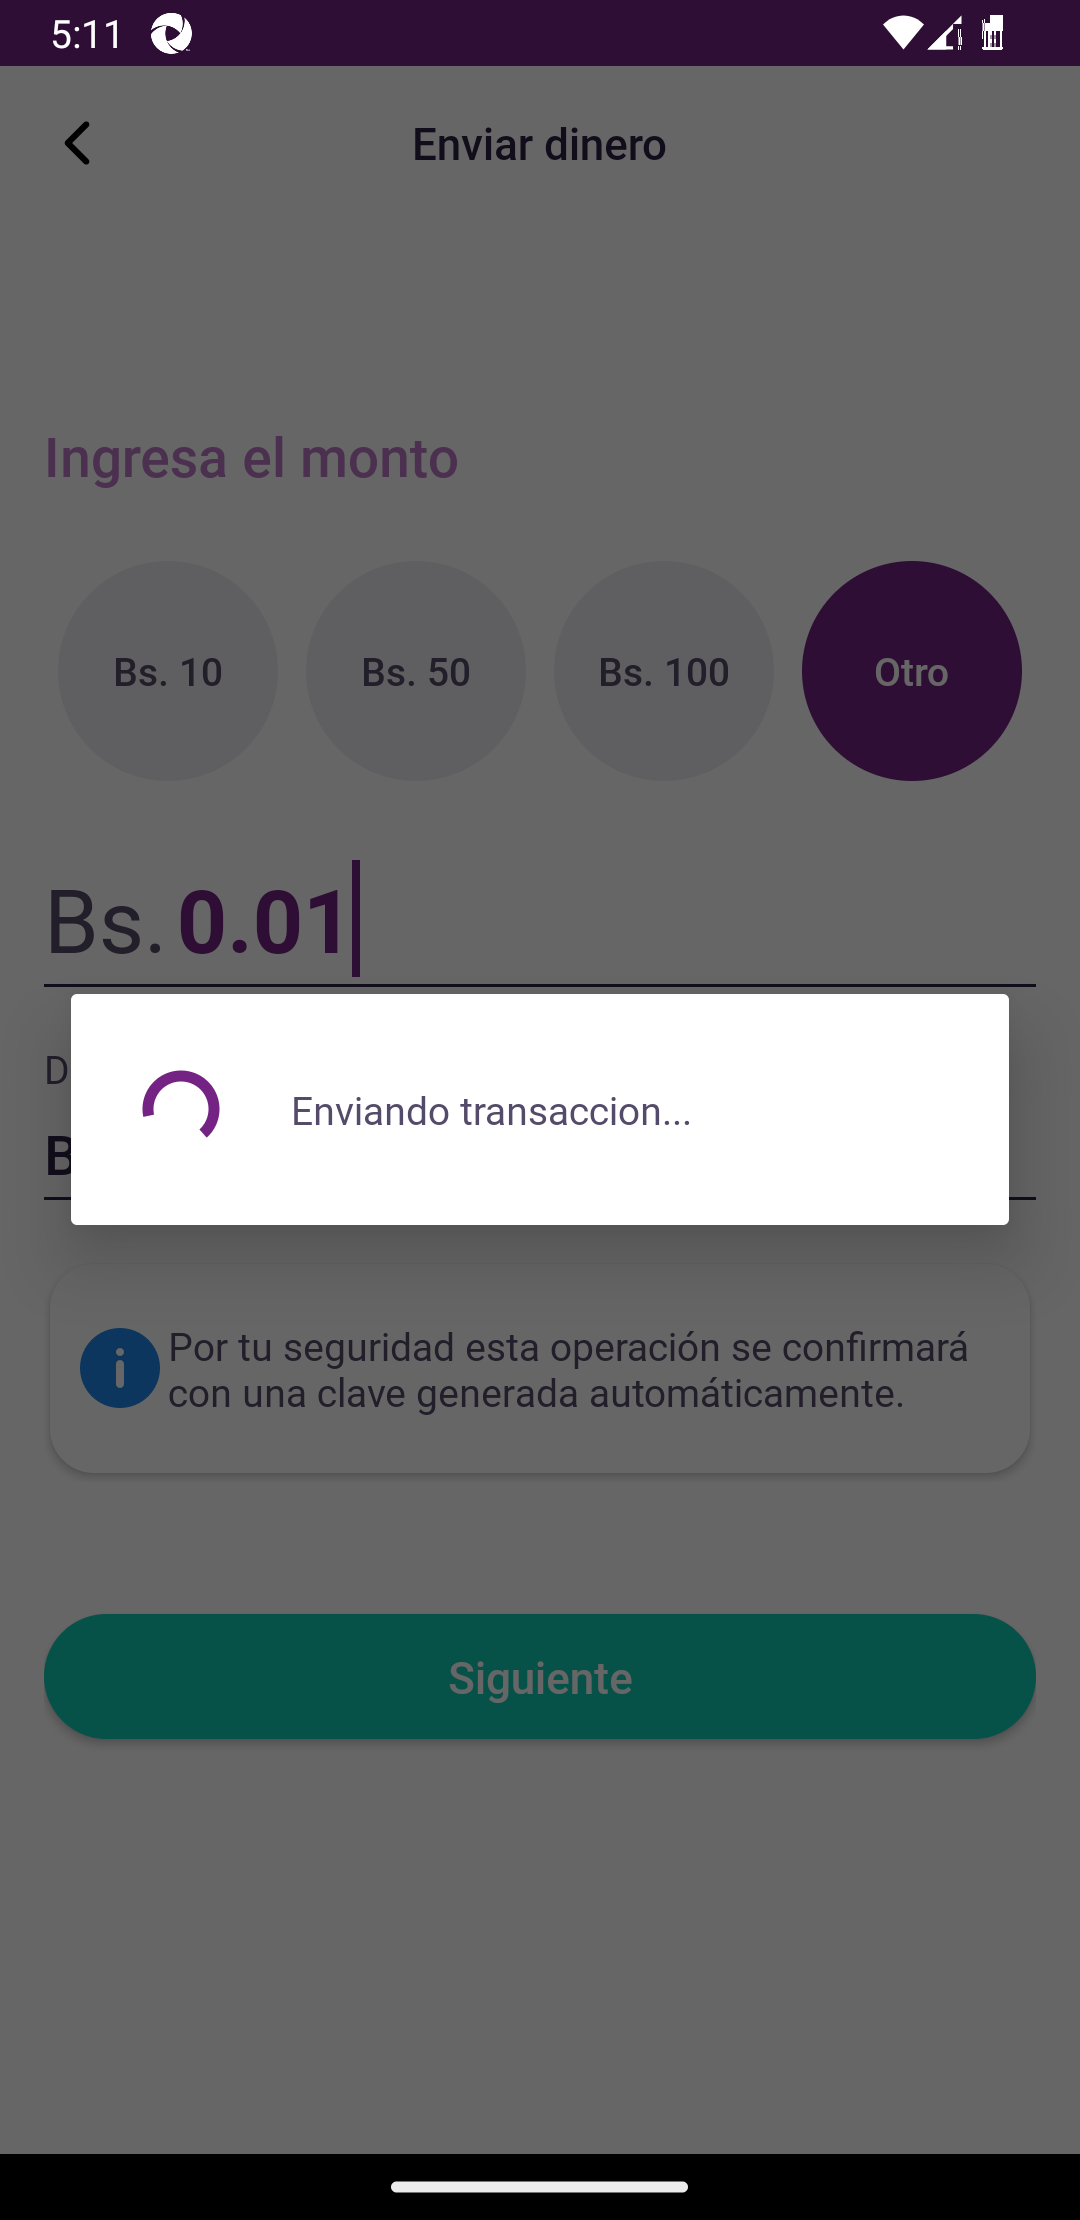 5:11
Enviar dinero
Ingresa el monto
Bs. 10
Bs. 50
Bs. 100
Otro
Bs. 0.01
Enviando transaccion...
Por tu seguridad esta operación se confirmará
con una clave generada automáticamente.
Siguiente